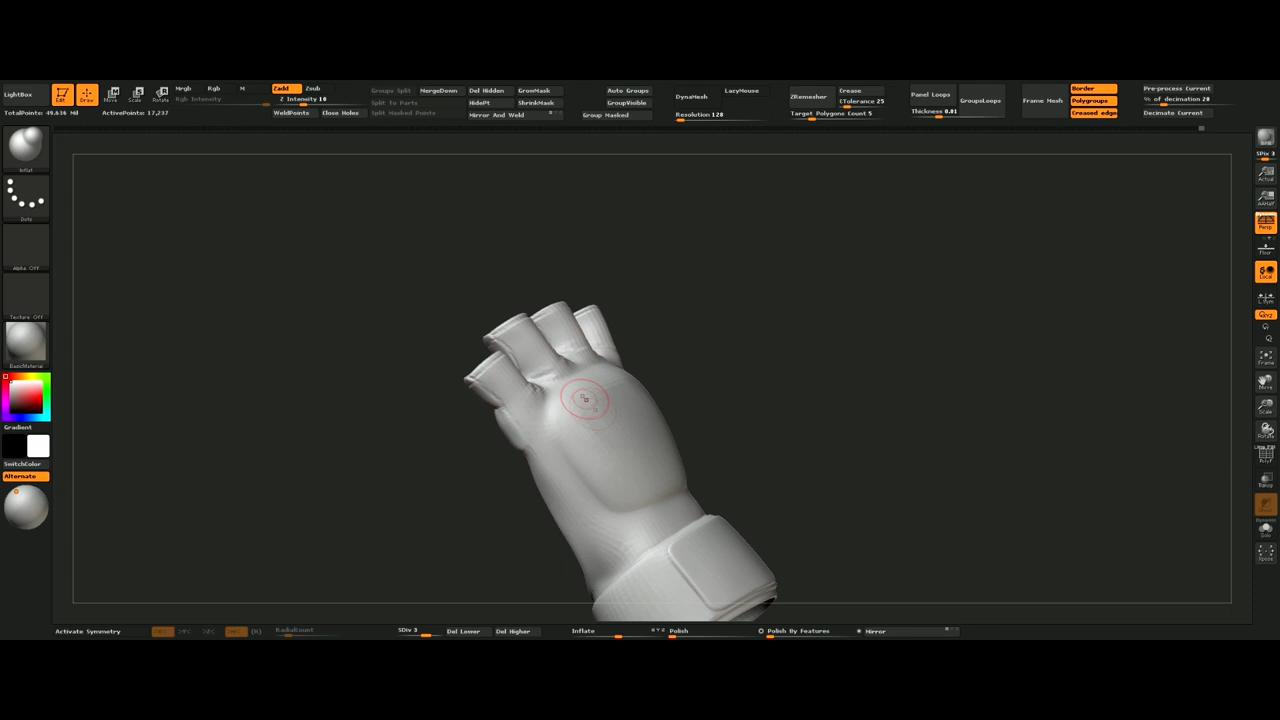 LightBox
Edit
Draw
Move
Scale
Rotate
Mrgb Rgb M
Rgb Intensity
Zadd Zsub
Z Intensity 10
Groups Split MergeDown Del Hidden GrowMask
Split To Parts HidePt ShrinkMask
Split Masked Points Mirror And Weld
Auto Groups
GroupVisible
Group Masked
DynaMesh LazyMouse
Resolution 128
ZRemesher Crease
CTolerance 25
Target Polygons Count 5
Panel Loops GroupsLoops
Thickness 0.01
Frame Mesh
Border
Polygroups
Creased edges
Pre-process Current
% of decimation 20
Decimate Current
TotalPoints: 49.636 Mil ActivePoints: 17,237
WeldPoints Close Holes
Inflat
Dots
Alpha Off
Texture Off
BasicMaterial
Gradient
SwitchColor
Alternate
BPR
SPix 3
Actual
AAHalf
Persp
Floor
Local
L.Sym
Frame
Move
Scale
Rotate
PolyF
Transp
Dynamic
Solo
Xpose
Activate Symmetry
(R)
RadialCount
SDiv 3
Del Lower
Del Higher
Inflate
Polish
Polish By Features
Mirror